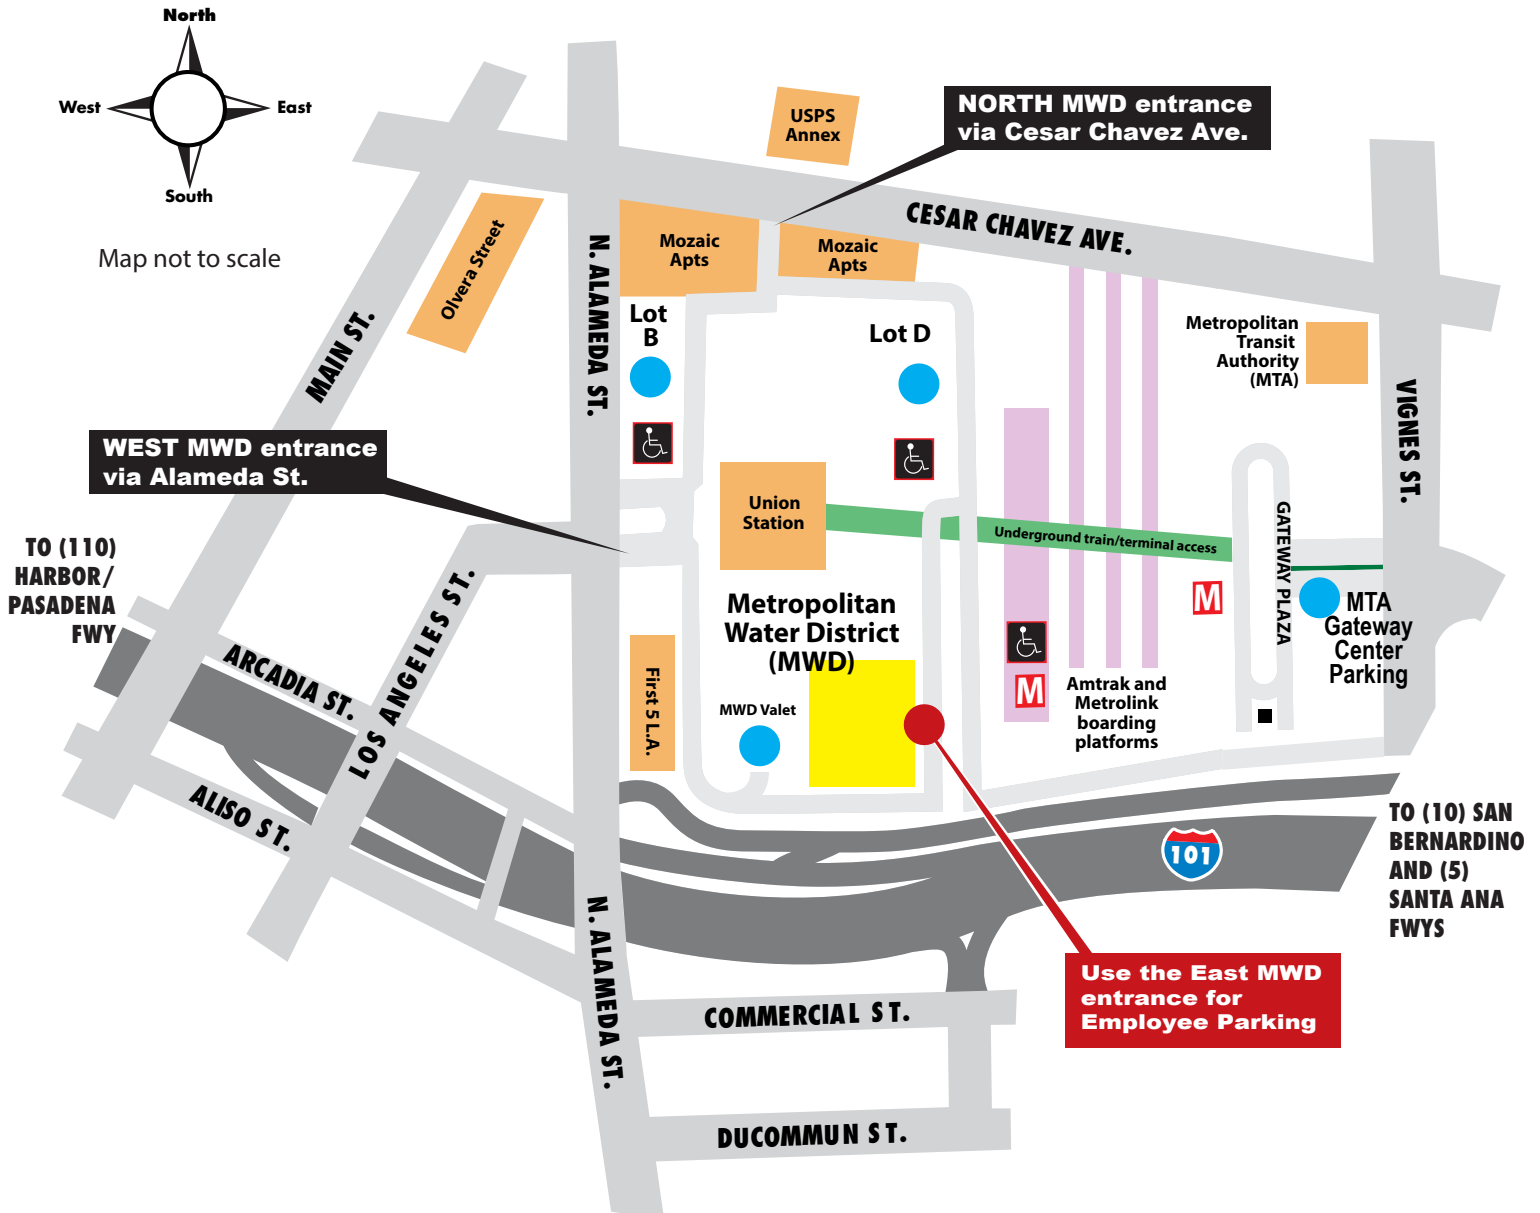 North
West
East
South
Map not to scale
USPS
Annex
NORTH MWD entrance
via Cesar Chavez Ave.
CESAR CHAVEZ AVE.
Olvera Street
N. ALAMEDA ST.
Mozaic
Apts
Mozaic
Apts
MAIN ST.
Lot
B
Lot D
Metropolitan
Transit
Authority
(MTA)
VIGNES ST.
WEST MWD entrance
via Alameda St.
Union
Station
Underground train/terminal access
GATEWAY PLAZA
TO (110)
HARBOR/
PASADENA
FWY
LOS ANGELES ST.
ARCADIA ST.
ALISO ST.
Metropolitan
Water District
(MWD)
First 5 L.A.
MWD Valet
M
M
Amtrak and
Metrolink
boarding
platforms
MTA
Gateway
Center
Parking
101
TO (10) SAN
BERNARDINO
AND (5)
SANTA ANA
FWYS
N. ALAMEDA ST.
Use the East MWD
entrance for
Employee Parking
COMMERCIAL ST.
DUCOMMUN ST.